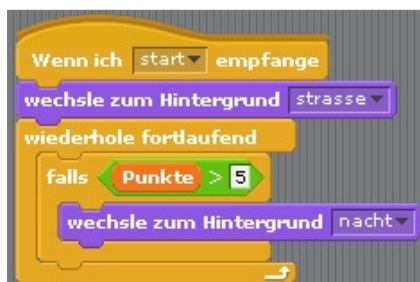 Wenn ich start empfange
wechsle zum Hintergrund strasse
wiederhole fortlaufend
falls Punkte > 5
wechsle zum Hintergrund nacht